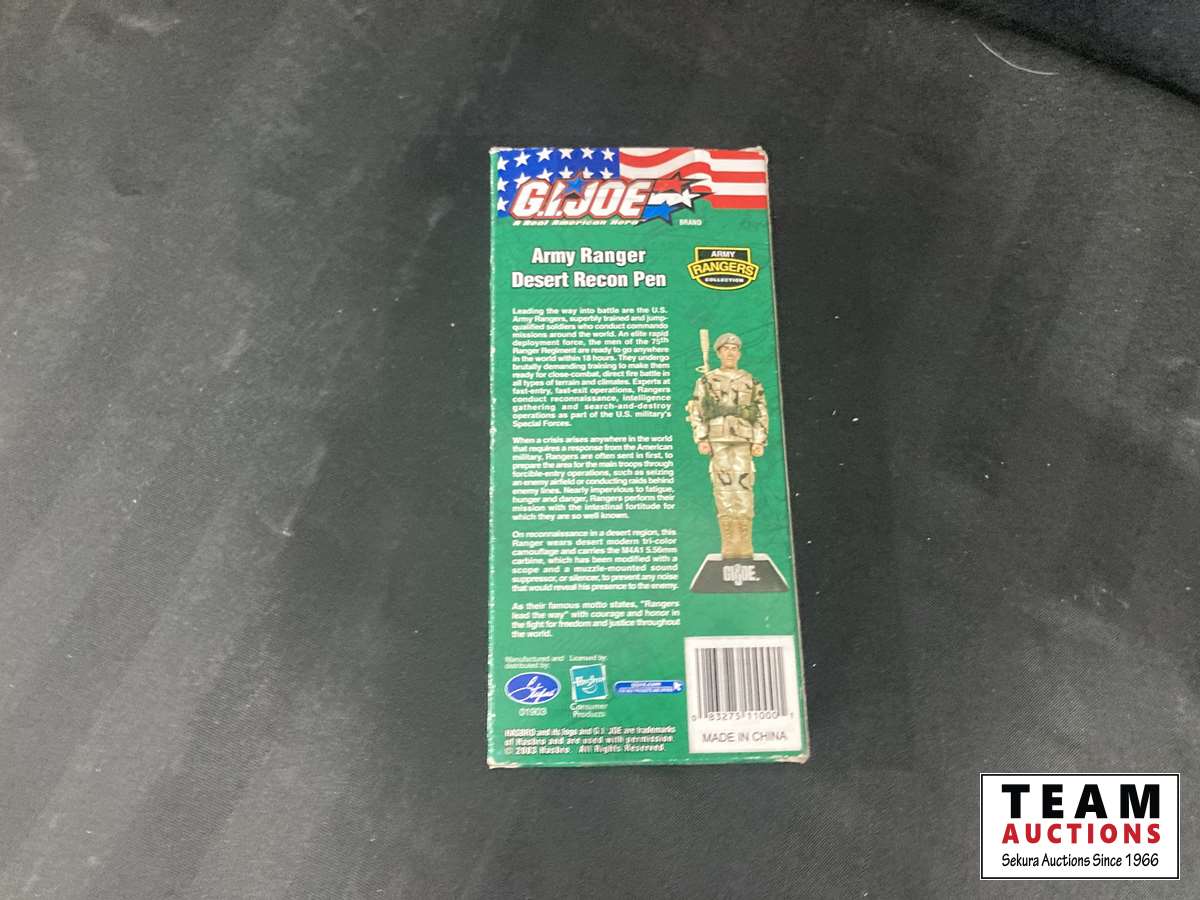 G.I. JOE
A Real American Hero
BRAND
Army Ranger
Desert Recon Pen
ARMY
RANGERS
COLLECTION
Leading the way into battle are the U.S.
Army Rangers, superbly trained and jump-
qualified soldiers who conduct commando
missions around the world. An elite rapid
deployment force, the men of the 75th
Ranger Regiment are ready to go anywhere
in the world within 18 hours. They undergo
brutally demanding training to make them
ready for close-combat, direct fire battle in
all types of terrain and climates. Experts at
fast-entry, fast-exit operations, Rangers
conduct reconnaissance, intelligence
gathering and search-and-destroy
operations as part of the U.S. military's
Special Forces.
When a crisis arises anywhere in the world
that requires a response from the American
military, Rangers are often sent in first, to
prepare the area for the main troops through
forcible-entry operations, such as seizing
an enemy airfield or conducting raids behind
enemy lines. Nearly impervious to fatigue,
hunger and danger, Rangers perform their
mission with the intestinal fortitude for
which they are so well known.
On reconnaissance in a desert region, this
Ranger wears desert modern tri-color
camouflage and carries the M4A1 5.56mm
carbine, which has been modified with a
scope and a muzzle-mounted sound
suppressor, or silencer, to prevent any noise
that would reveal his presence to the enemy.
As their famous motto states, "Rangers
lead the way" with courage and honor in
the fight for freedom and justice throughout
the world.
GI JOE.
Manufactured and
distributed by:
01903
Licensed by:
Hasbro
Consumer
Products
HASBRO and its logo and G.I. JOE are trademarks
of Hasbro and are used with permission.
© 2003 Hasbro. All Rights Reserved.
0 83275 11000 1
MADE IN CHINA
TEAM
AUCTIONS
Sekura Auctions Since 1966